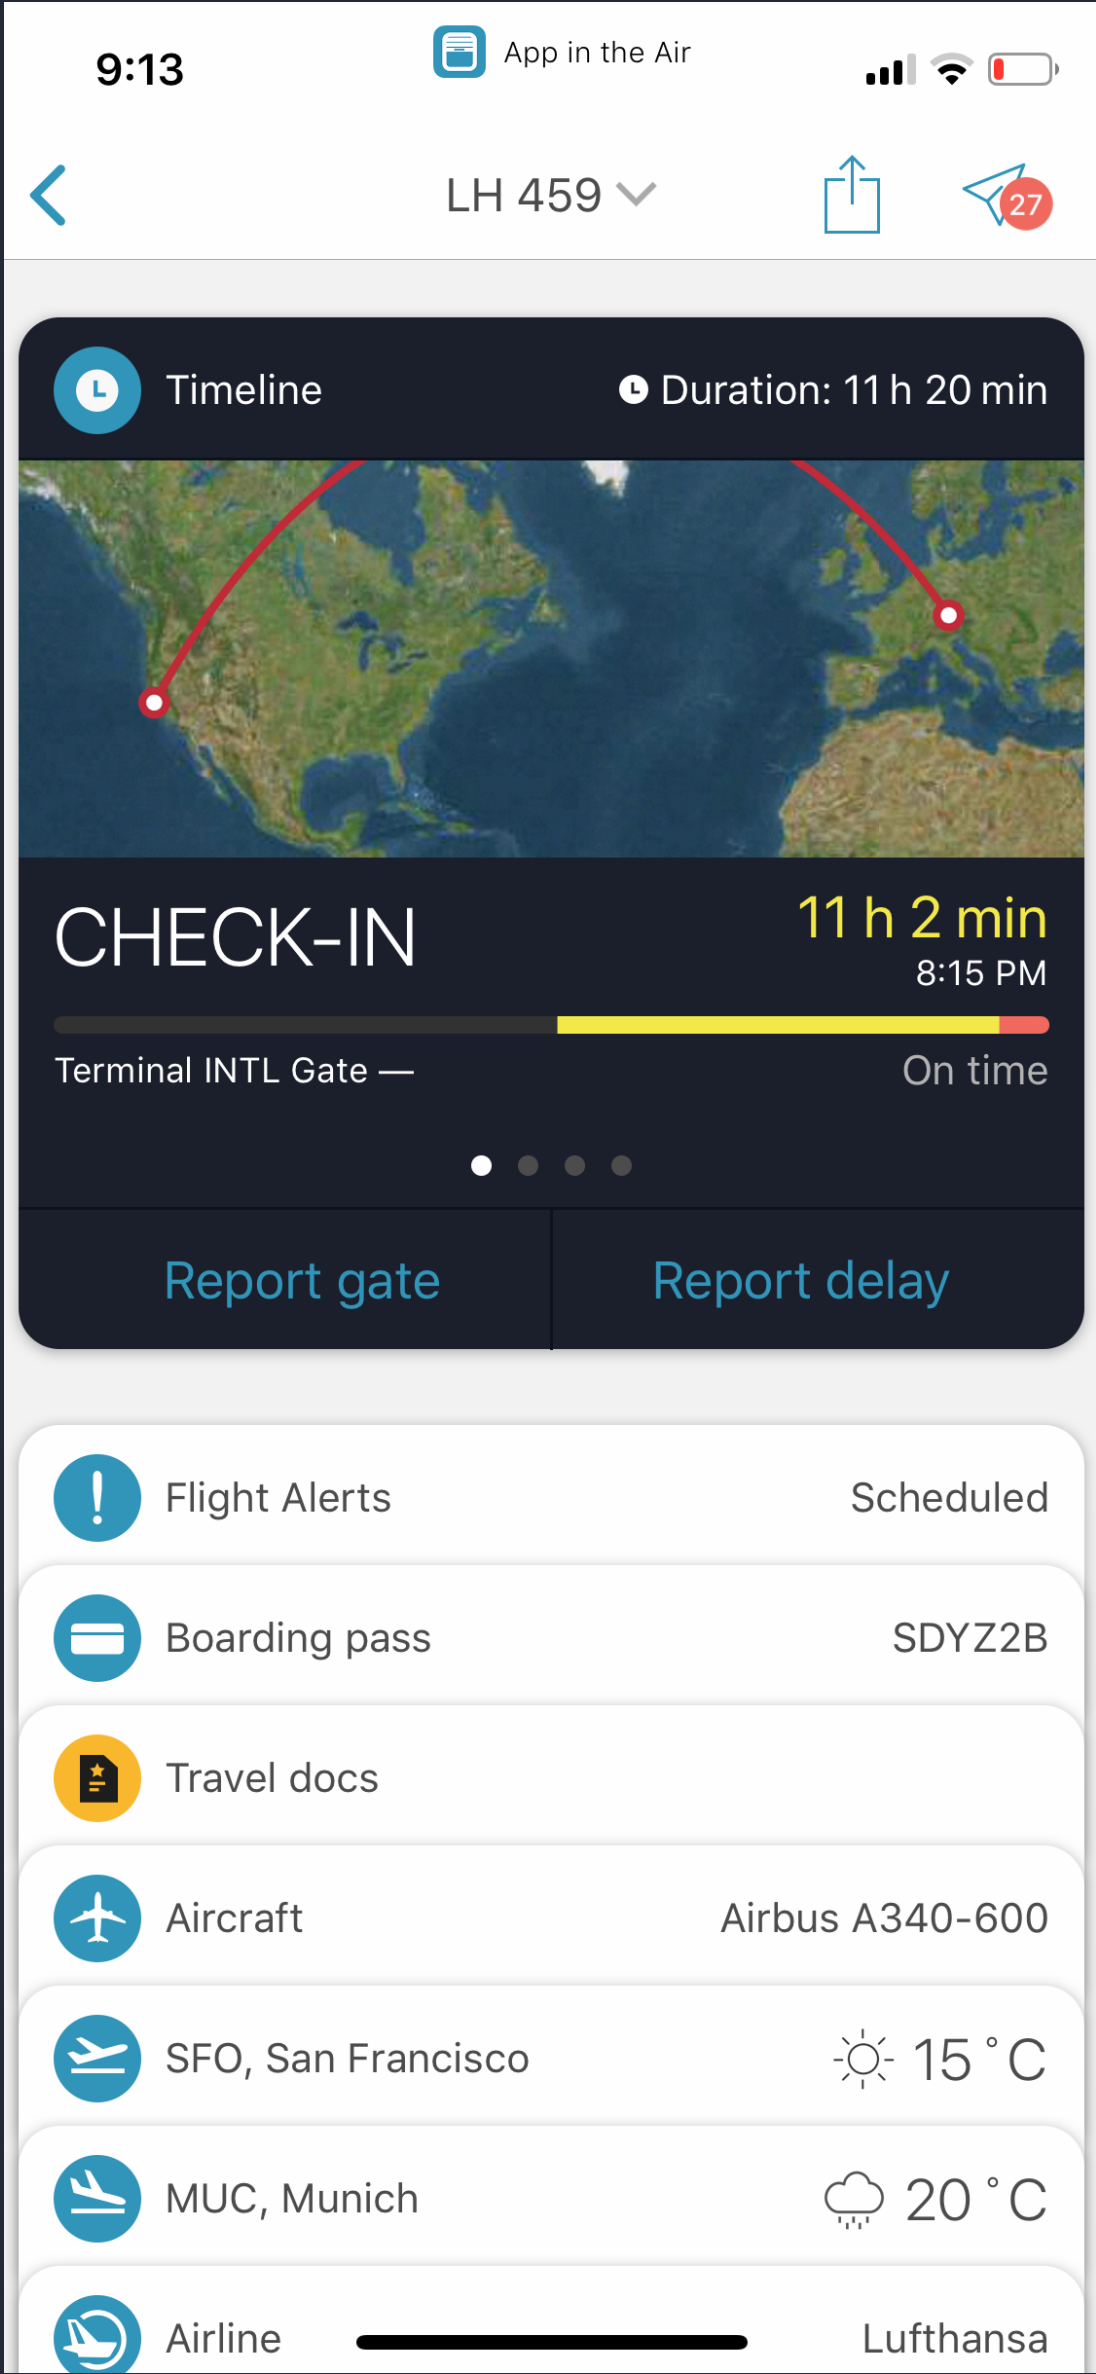 9:13
App in the Air
LH 459
27
Timeline
Duration: 11 h 20 min
CHECK-IN
11 h 2 min
8:15 PM
Terminal INTL Gate —
On time
Report gate
Report delay
Flight Alerts
Scheduled
Boarding pass
SDYZ2B
Travel docs
Aircraft
Airbus A340-600
SFO, San Francisco
15°C
MUC, Munich
20°C
Airline
Lufthansa